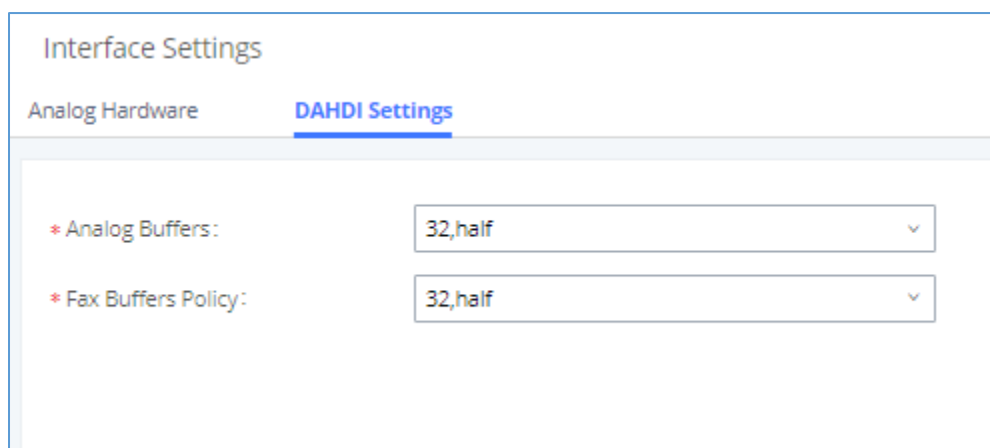 Interface Settings
Analog Hardware DAHDI Settings
* Analog Buffers: 32,half
* Fax Buffers Policy: 32,half